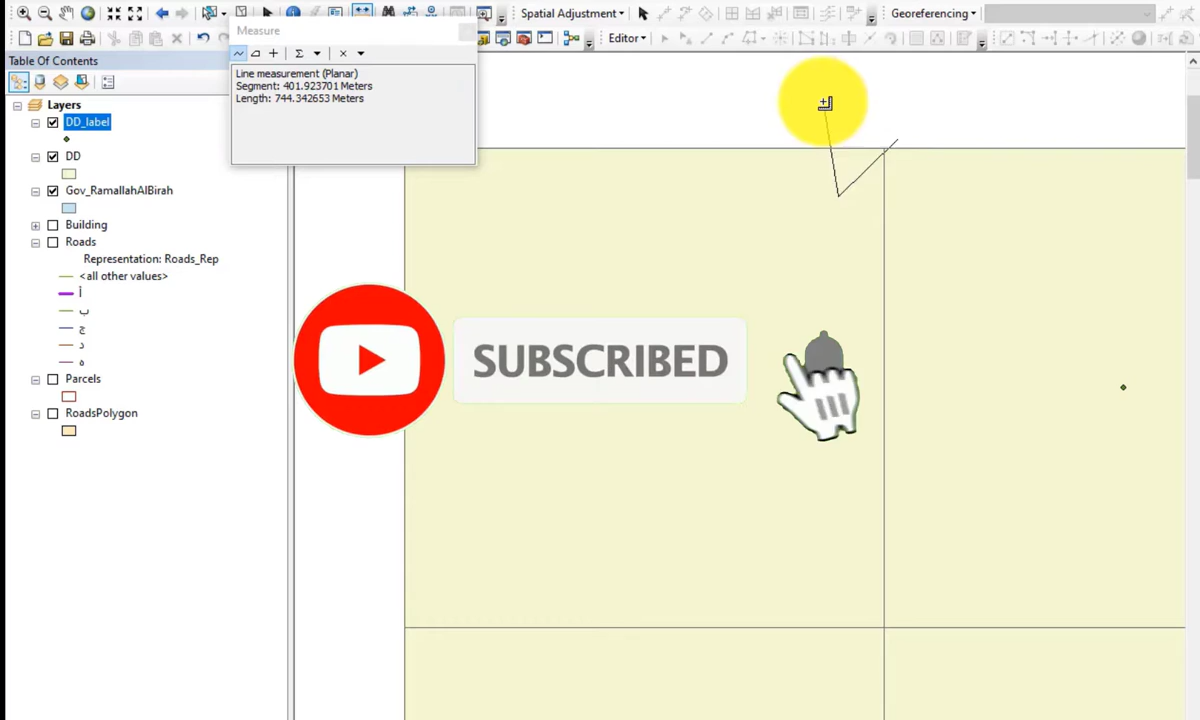 Spatial Adjustment
Georeferencing
Measure
Editor
Table Of Contents
Line measurement (Planar)
Segment: 401.923701 Meters
Length: 744.342653 Meters
Layers
DD_label
DD
Gov_RamallahAlBirah
Building
Roads
Representation: Roads_Rep
<all other values>
أ
ب
ج
د
ه
Parcels
RoadsPolygon
SUBSCRIBED